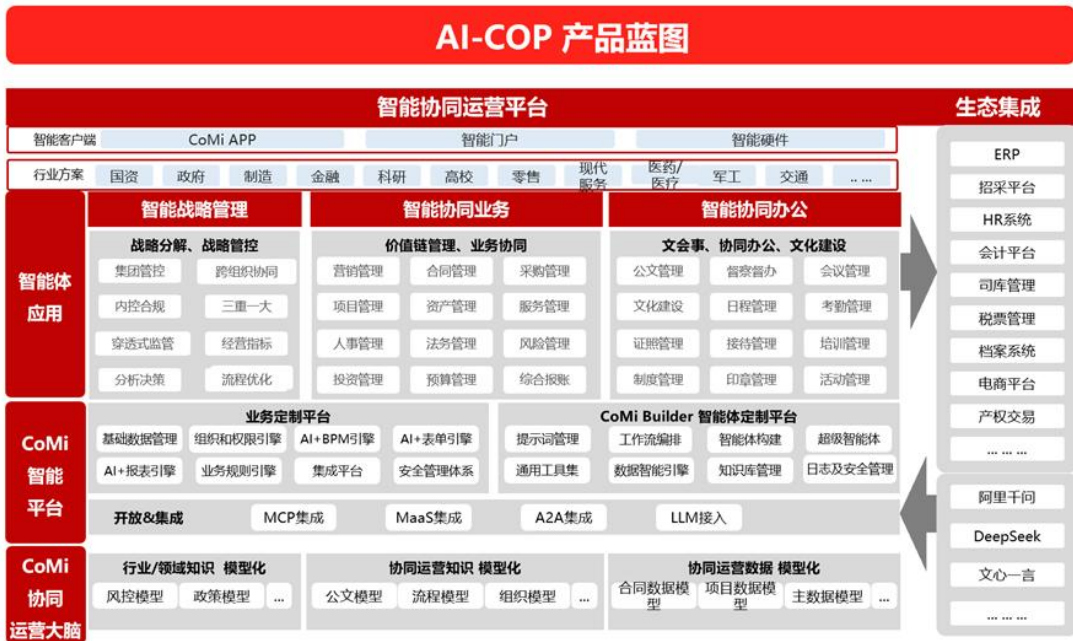 AI-COP 产品蓝图
智能协同运营平台
生态集成
智能客户端 CoMi APP 智能门户 智能硬件
行业方案 国资 政府 制造 金融 科研 高校 零售 现代服务 医药/医疗 军工 交通 .. ...
智能体应用
智能战略管理
战略分解、战略管控
集团管控 跨组织协同
内控合规 三重一大
穿透式监管 经营指标
分析决策 流程优化
智能协同业务
价值链管理、业务协同
营销管理 合同管理 采购管理
项目管理 资产管理 服务管理
人事管理 法务管理 风险管理
投资管理 预算管理 综合报账
智能协同办公
文会事、协同办公、文化建设
公文管理 督察督办 会议管理
文化建设 日程管理 考勤管理
证照管理 接待管理 培训管理
制度管理 印章管理 活动管理
CoMi
智能
平台
业务定制平台
基础数据管理 组织和权限引擎 AI+BPM引擎 AI+表单引擎
AI+报表引擎 业务规则引擎 集成平台 安全管理体系
CoMi Builder 智能体定制平台
提示词管理 工作流编排 智能体构建 超级智能体
通用工具集 数据智能引擎 知识库管理 日志及安全管理
开放&集成 MCP集成 MaaS集成 A2A集成 LLM接入
CoMi
协同
运营大脑
行业/领域知识 模型化
风控模型 政策模型 ...
协同运营知识 模型化
公文模型 流程模型 组织模型 ...
协同运营数据 模型化
合同数据模型 项目数据模型 主数据模型 ...
ERP
招采平台
HR系统
会计平台
司库管理
税票管理
档案系统
电商平台
产权交易
... ... ...
阿里千问
DeepSeek
文心一言
... ... ...